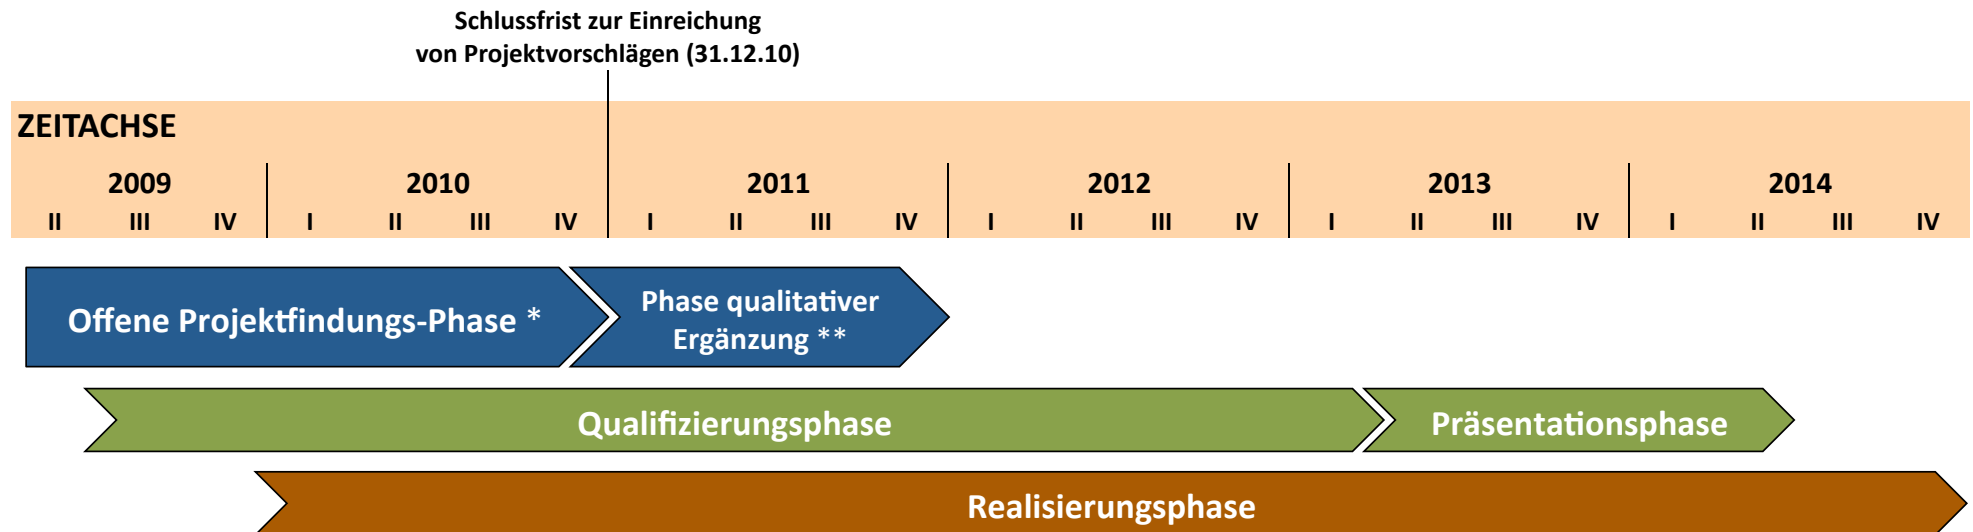 Schlussfrist zur Einreichung
von Projektvorschlägen (31.12.10)
ZEITACHSE
2009 2010 2011 2012 2013 2014
II III IV I II III IV I II III IV I II III IV I II III IV I II III IV
Offene Projektfindungs-Phase *
Phase qualitativer
Ergänzung **
Qualifizierungsphase
Präsentationsphase
Realisierungsphase